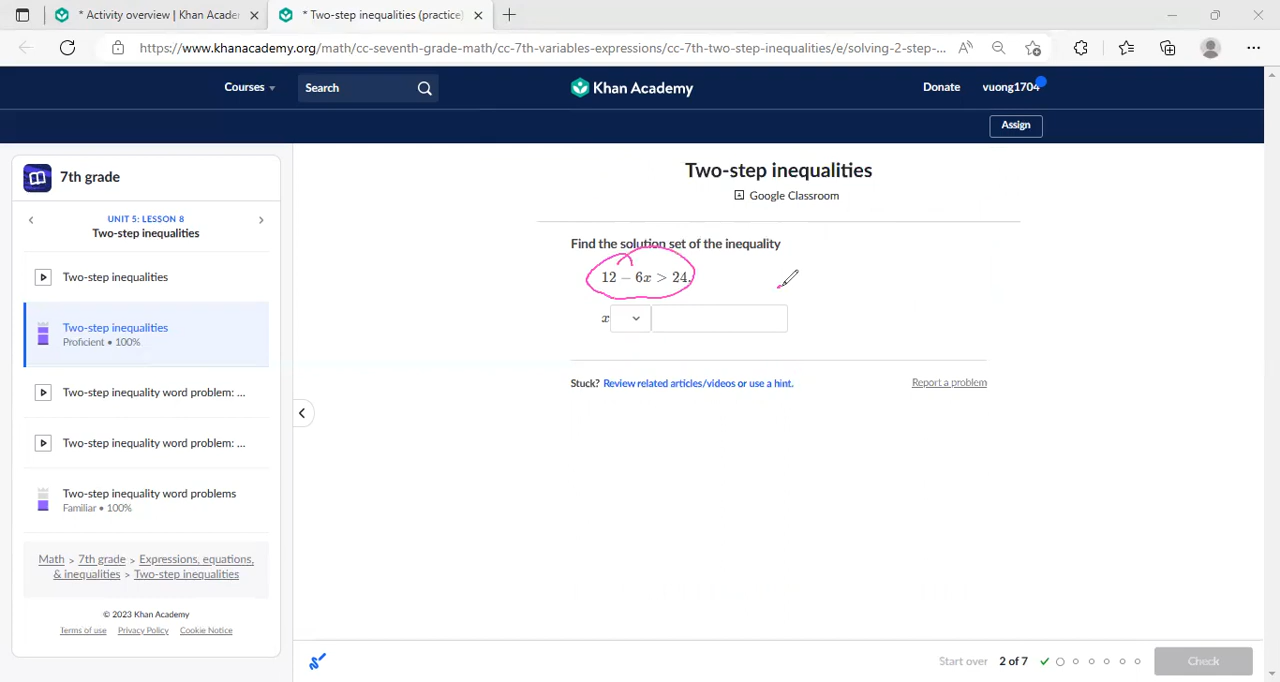 * Activity overview | Khan Acader
* Two-step inequalities (practice)
https://www.khanacademy.org/math/cc-seventh-grade-math/cc-7th-variables-expressions/cc-7th-two-step-inequalities/e/solving-2-step-...
Courses
Search
Khan Academy
Donate
vuong1704
Assign
7th grade
UNIT 5: LESSON 8
Two-step inequalities
Two-step inequalities
Two-step inequalities
Proficient • 100%
Two-step inequality word problem: ...
Two-step inequality word problem: ...
Two-step inequality word problems
Familiar • 100%
Math > 7th grade > Expressions, equations,
& inequalities > Two-step inequalities
© 2023 Khan Academy
Terms of use Privacy Policy Cookie Notice
Two-step inequalities
Google Classroom
Find the solution set of the inequality
12 − 6x > 24.
x
Stuck? Review related articles/videos or use a hint.
Report a problem
Start over 2 of 7 Check